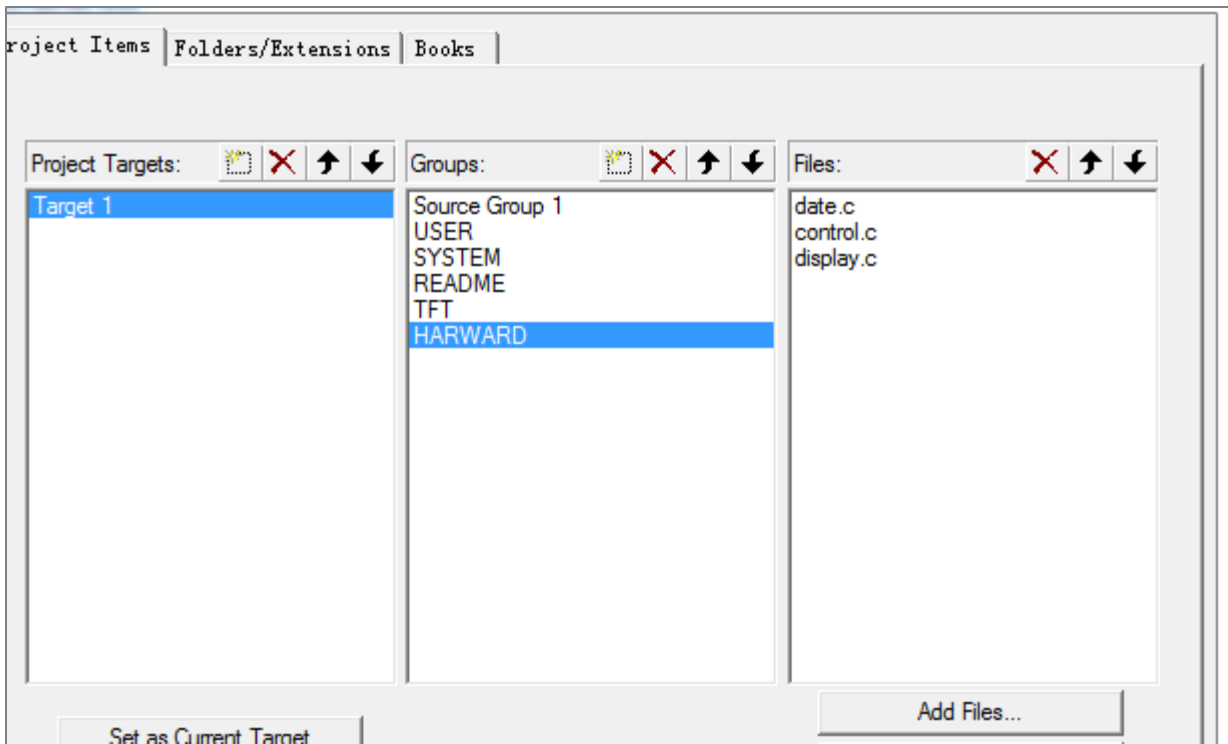 roject Items Folders/Extensions Books
Project Targets: Groups: Files:
Target 1 Source Group 1 date.c
USER control.c
SYSTEM display.c
README
TFT
HARWARD
Add Files...
Set as Current Target